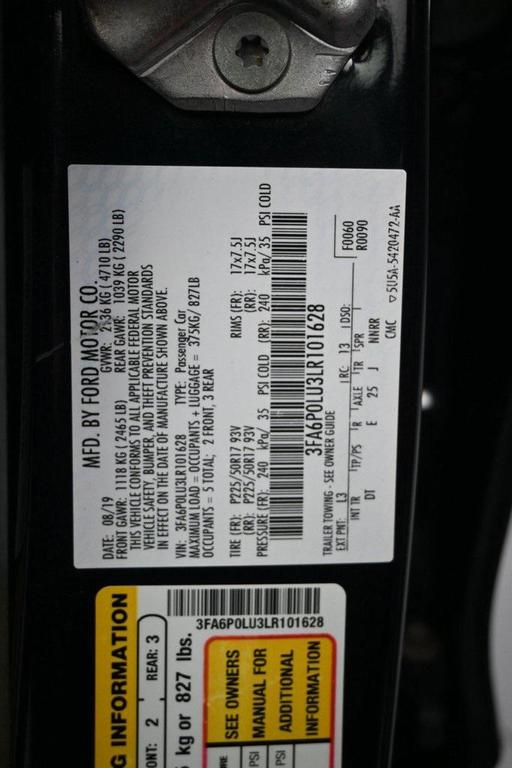 MFD. BY FORD MOTOR CO.
DATE: 08/19 GVWR: 2136 KG ( 4710 LB)
FRONT GAWR: 1118 KG ( 2465 LB) REAR GAWR: 1039 KG ( 2290 LB)
THIS VEHICLE CONFORMS TO ALL APPLICABLE FEDERAL MOTOR
VEHICLE SAFETY, BUMPER, AND THEFT PREVENTION STANDARDS
IN EFFECT ON THE DATE OF MANUFACTURE SHOWN ABOVE.
VIN: 3FA6P0LU3LR101628 TYPE: Passenger Car
MAXIMUM LOAD = OCCUPANTS + LUGGAGE = 375KG/ 827LB
OCCUPANTS = 5 TOTAL; 2 FRONT, 3 REAR
TIRE (FR): P225/50R17 93V RIMS (FR): 17x7.5J
(RR): P225/50R17 93V (RR): 17x7.5J
PRESSURE (FR): 240 kPa/ 35 PSI COLD (RR): 240 kPa/ 35 PSI COLD
3FA6P0LU3LR101628
TRAILER TOWING - SEE OWNER GUIDE
F0060
R0090
EXT PNT: 13 RC: 13 DSO:
INT TR TP/PS R AXLE TR SPR
DT E 25 J NNRR
CMC ▽5U5A-5420472-AA
3FA6P0LU3LR101628
G INFORMATION
ONT: 2 REAR: 3
kg or 827 lbs.
SEE OWNERS
MANUAL FOR
ADDITIONAL
INFORMATION
RE
PSI
PSI